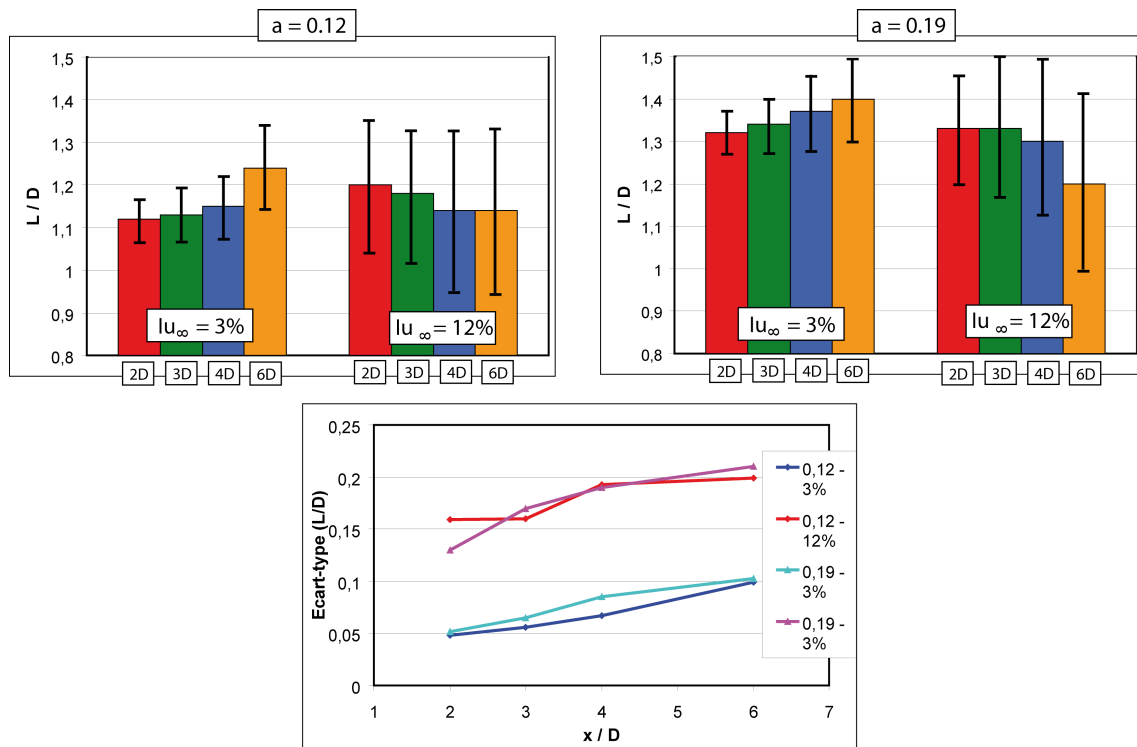 a = 0.12
1,5
1,4
1,3
1,2
1,1
1
0,9
0,8
L / D
Iu ∞ = 3%
Iu ∞ = 12%
2D
3D
4D
6D
2D
3D
4D
6D
a = 0.19
1,5
1,4
1,3
1,2
1,1
1
0,9
0,8
L / D
Iu ∞ = 3%
Iu ∞ = 12%
2D
3D
4D
6D
2D
3D
4D
6D
0,25
0,2
0,15
0,1
0,05
0
Ecart-type (L/D)
1 2 3 4 5 6 7
x / D
0,12 -
3%
0,12 -
12%
0,19 -
3%
0,19 -
3%